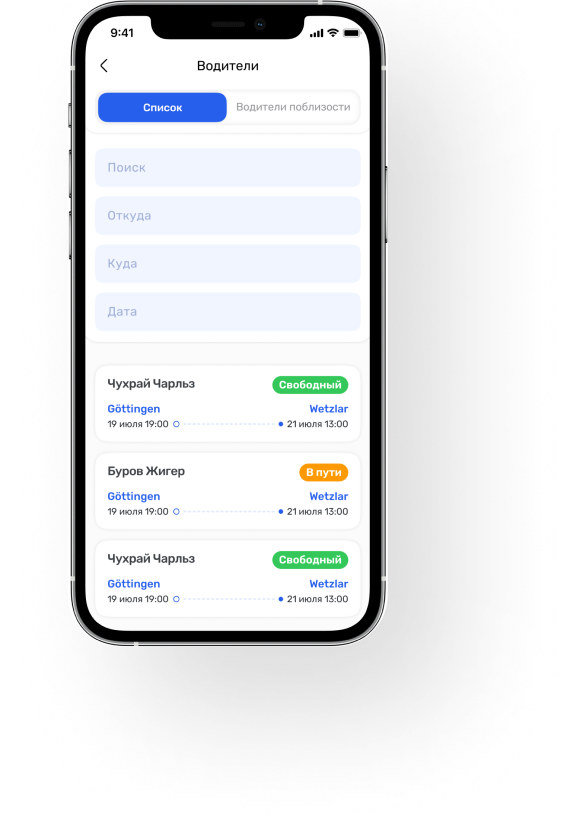 9:41
Водители
Список Водители поблизости
Поиск
Откуда
Куда
Дата
Чухрай Чарльз Свободный
Göttingen Wetzlar
19 июля 19:00 21 июля 13:00
Буров Жигер В пути
Göttingen Wetzlar
19 июля 19:00 21 июля 13:00
Чухрай Чарльз Свободный
Göttingen Wetzlar
19 июля 19:00 21 июля 13:00